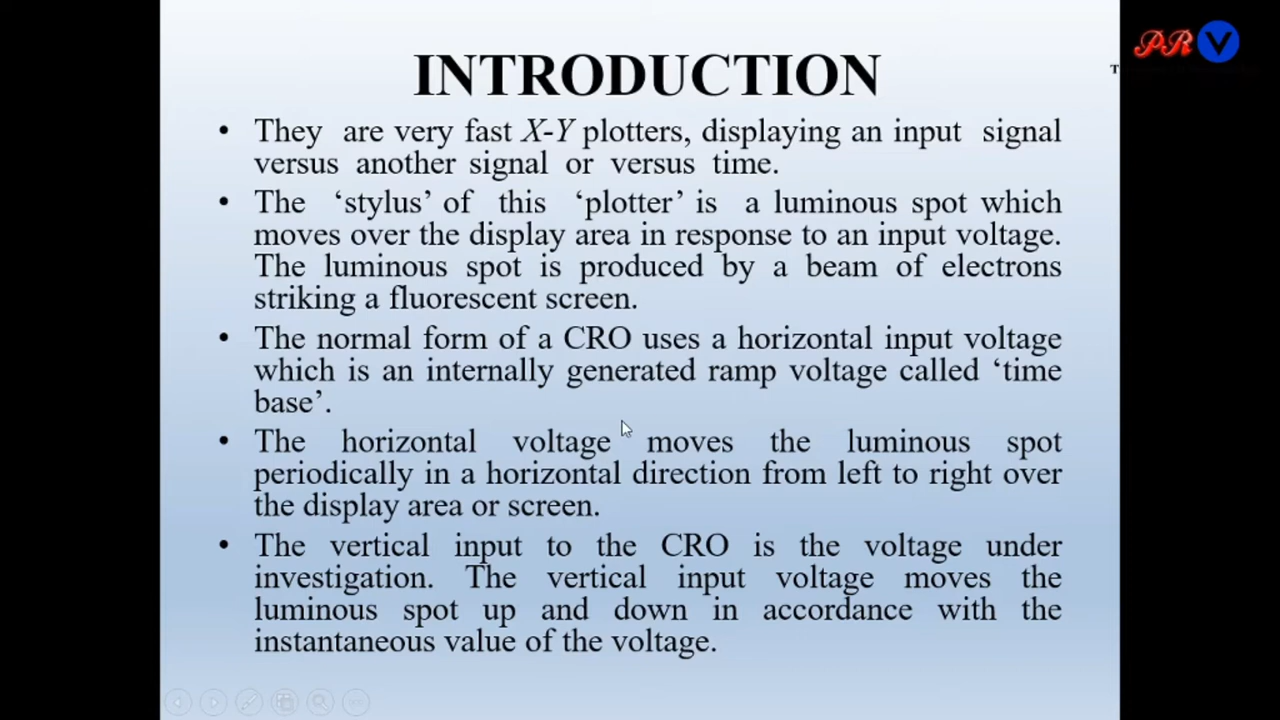 PR V
T
INTRODUCTION
• They are very fast X-Y plotters, displaying an input signal
versus another signal or versus time.
• The ‘stylus’ of this ‘plotter’ is a luminous spot which
moves over the display area in response to an input voltage.
The luminous spot is produced by a beam of electrons
striking a fluorescent screen.
• The normal form of a CRO uses a horizontal input voltage
which is an internally generated ramp voltage called ‘time
base’.
• The horizontal voltage moves the luminous spot
periodically in a horizontal direction from left to right over
the display area or screen.
• The vertical input to the CRO is the voltage under
investigation. The vertical input voltage moves the
luminous spot up and down in accordance with the
instantaneous value of the voltage.